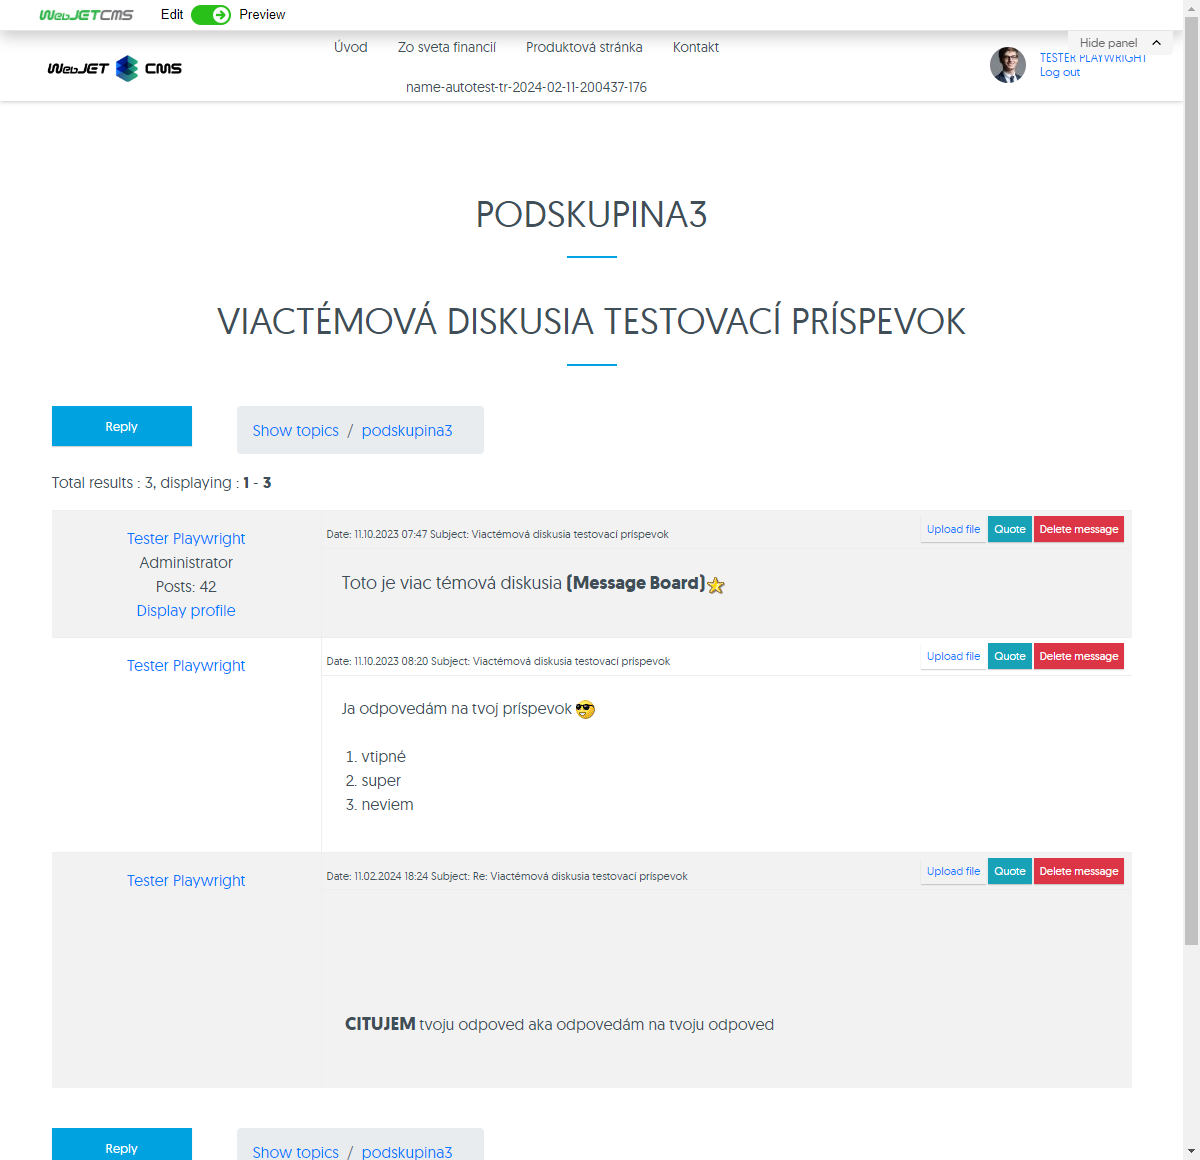 WebJETCMS Edit Preview
Hide panel
Úvod Zo sveta financií Produktová stránka Kontakt
name-autotest-tr-2024-02-11-200437-176
WebJET CMS
TESTER PLAYWRIGHT
Log out
PODSKUPINA3
VIACTÉMOVÁ DISKUSIA TESTOVACÍ PRÍSPEVOK
Reply
Show topics / podskupina3
Total results : 3, displaying : 1 - 3
Tester Playwright
Administrator
Posts: 42
Display profile
Date: 11.10.2023 07:47 Subject: Viactémová diskusia testovací príspevok
Upload file Quote Delete message
Toto je viac témová diskusia (Message Board)
Tester Playwright
Date: 11.10.2023 08:20 Subject: Viactémová diskusia testovací príspevok
Upload file Quote Delete message
Ja odpovedám na tvoj príspevok
1. vtipné
2. super
3. neviem
Tester Playwright
Date: 11.02.2024 18:24 Subject: Re: Viactémová diskusia testovací príspevok
Upload file Quote Delete message
CITUJEM tvoju odpoved aka odpovedám na tvoju odpoved
Reply
Show topics / podskupina3